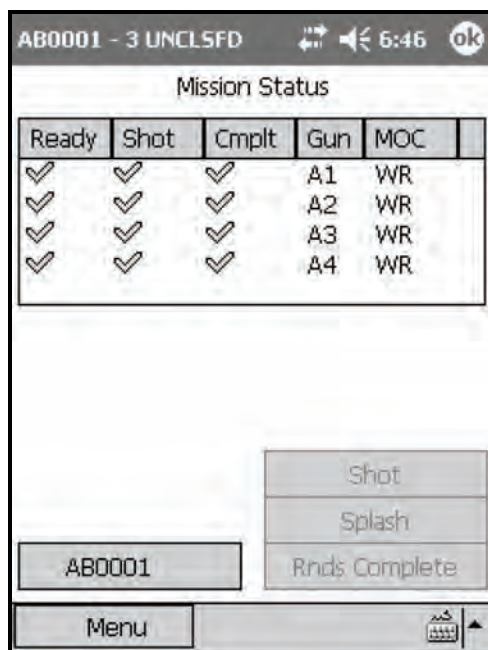 AB0001 - 3 UNCLSFD 6:46 ok
Mission Status
Ready Shot Cmplt Gun MOC
A1 WR
A2 WR
A3 WR
A4 WR
Shot
Splash
AB0001 Rnds Complete
Menu